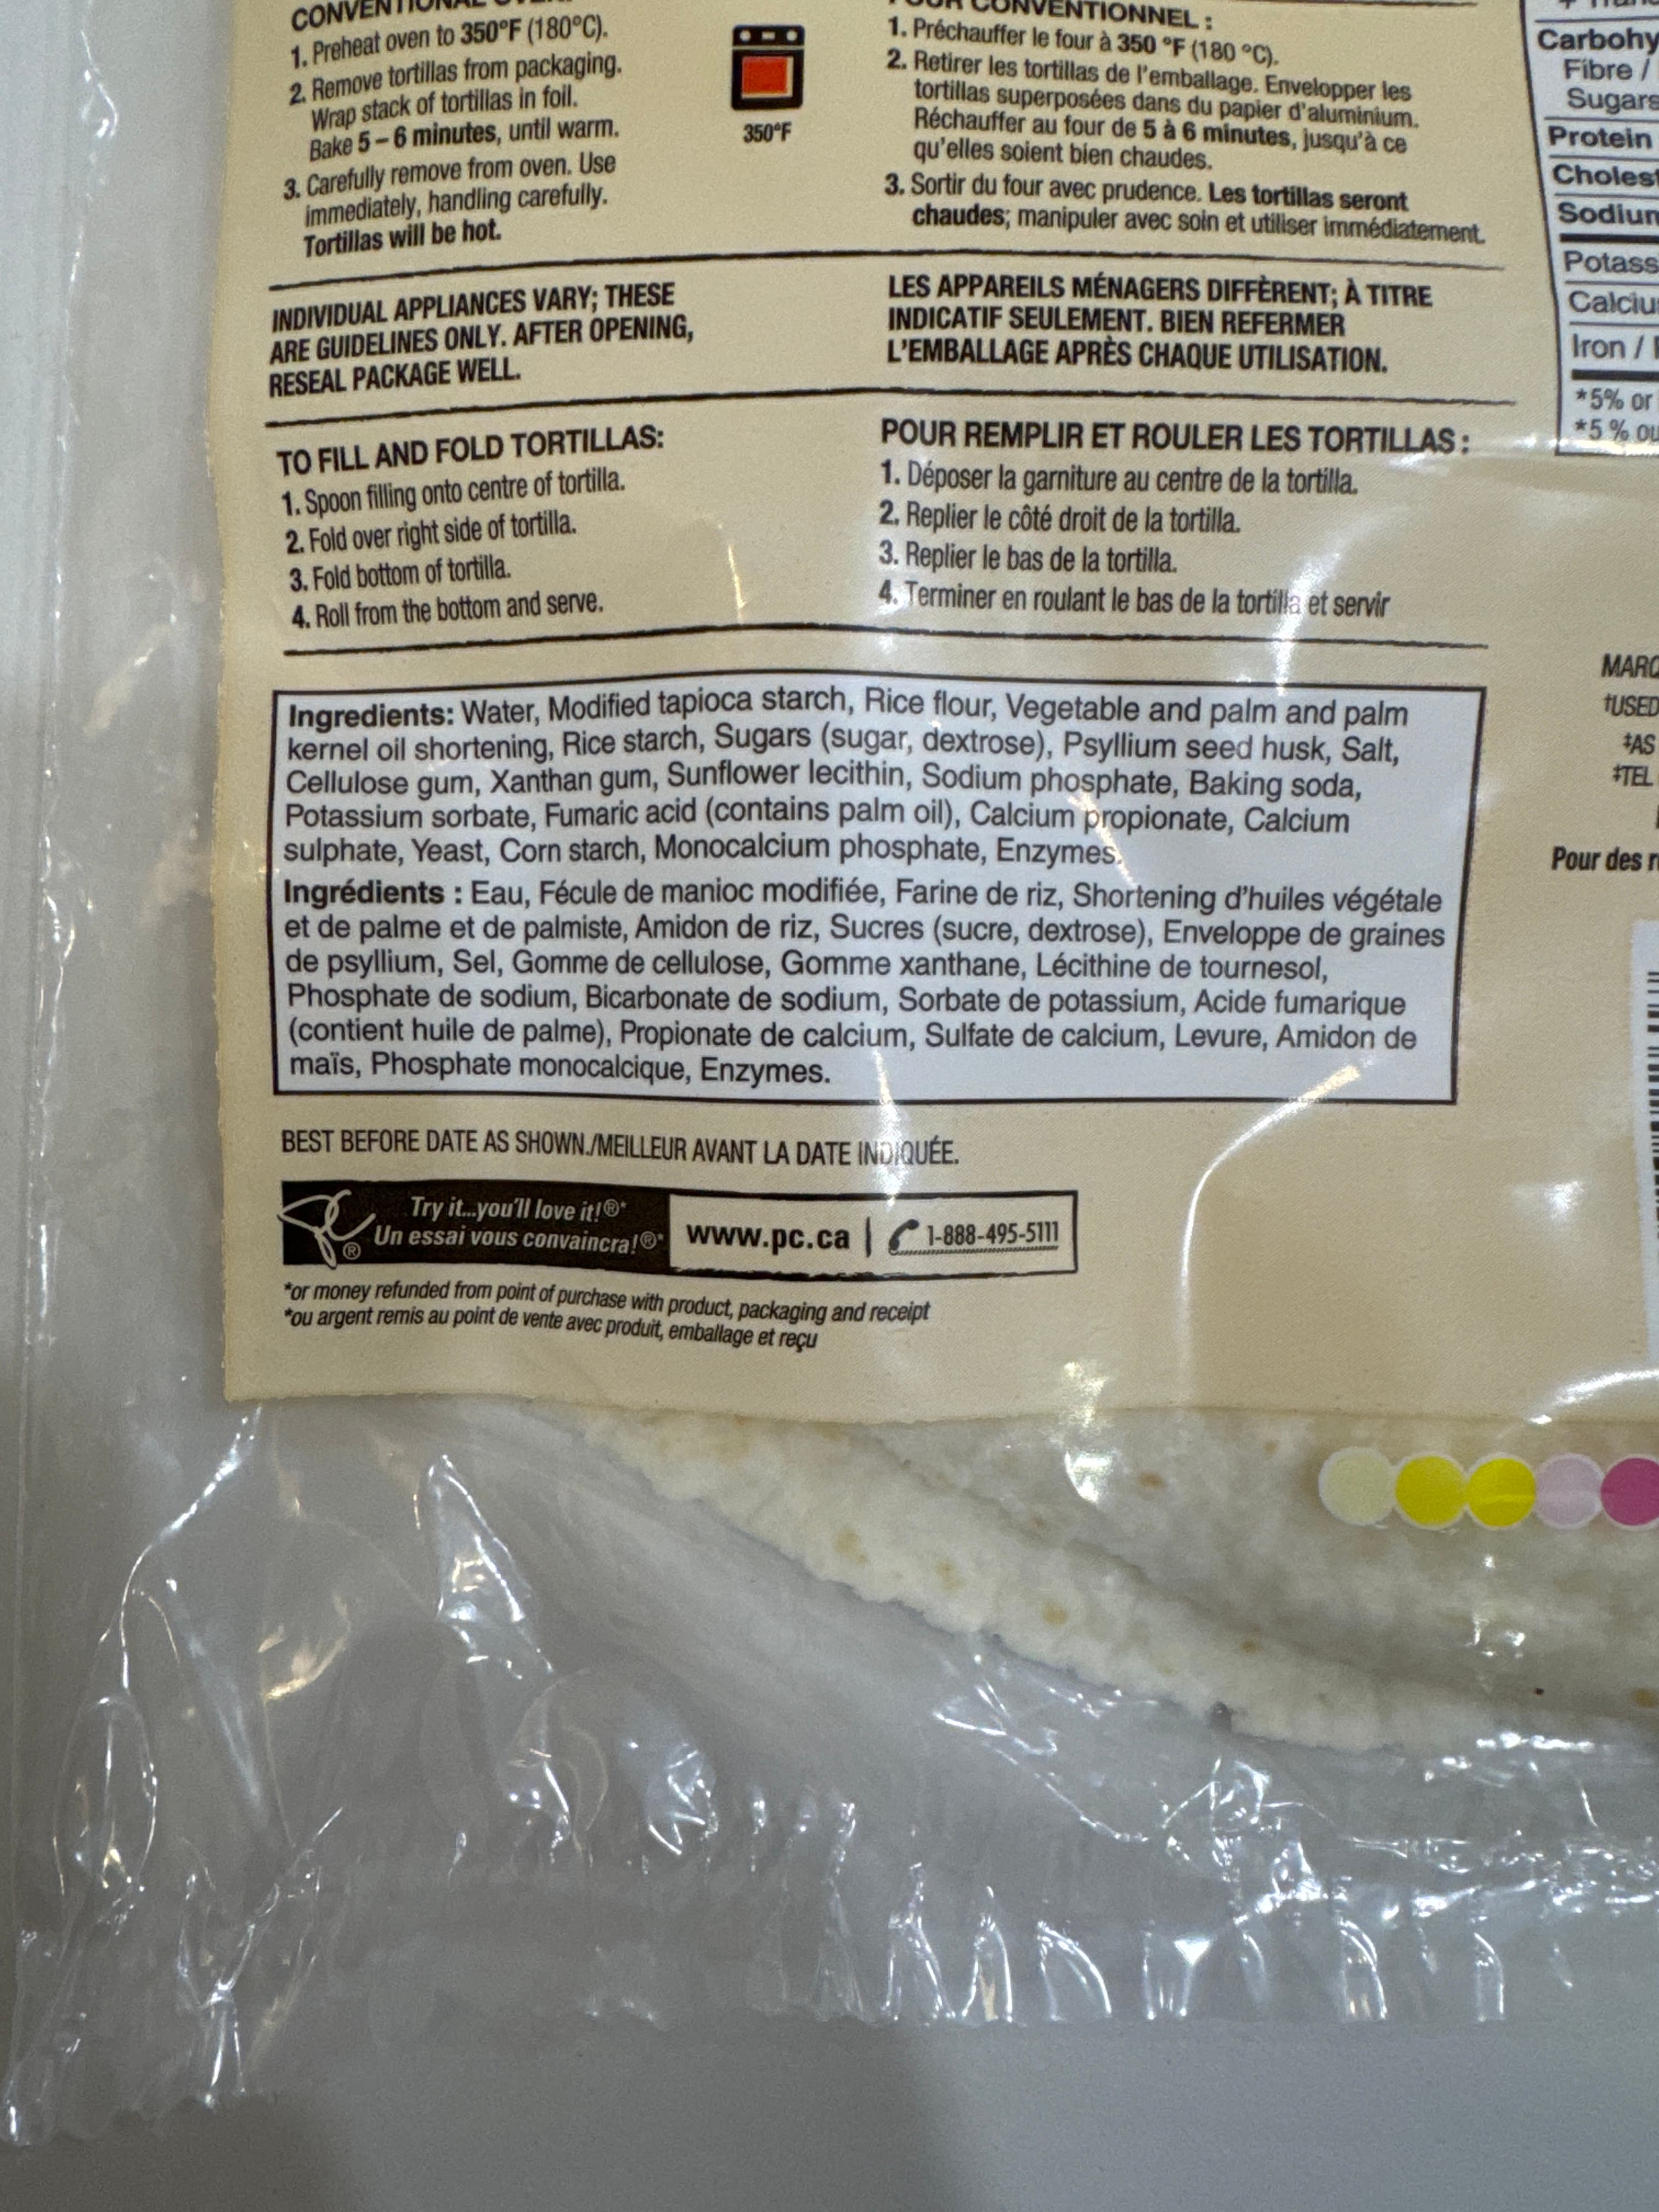 1. Preheat oven to 350°F (180°C).
2. Remove tortillas from packaging.
Wrap stack of tortillas in foil.
Bake 5 – 6 minutes, until warm.
3. Carefully remove from oven. Use
immediately, handling carefully.
Tortillas will be hot.
350°F
CONVENTIONNEL :
1. Préchauffer le four à 350 °F (180 °C).
2. Retirer les tortillas de l'emballage. Envelopper les
tortillas superposées dans du papier d'aluminium.
Réchauffer au four de 5 à 6 minutes, jusqu'à ce
qu'elles soient bien chaudes.
3. Sortir du four avec prudence. Les tortillas seront
chaudes; manipuler avec soin et utiliser immédiatement.
INDIVIDUAL APPLIANCES VARY; THESE
ARE GUIDELINES ONLY. AFTER OPENING,
RESEAL PACKAGE WELL.
LES APPAREILS MÉNAGERS DIFFÈRENT; À TITRE
INDICATIF SEULEMENT. BIEN REFERMER
L'EMBALLAGE APRÈS CHAQUE UTILISATION.
TO FILL AND FOLD TORTILLAS:
1. Spoon filling onto centre of tortilla.
2. Fold over right side of tortilla.
3. Fold bottom of tortilla.
4. Roll from the bottom and serve.
POUR REMPLIR ET ROULER LES TORTILLAS :
1. Déposer la garniture au centre de la tortilla.
2. Replier le côté droit de la tortilla.
3. Replier le bas de la tortilla.
4. Terminer en roulant le bas de la tortilla et servir
Ingredients: Water, Modified tapioca starch, Rice flour, Vegetable and palm and palm
kernel oil shortening, Rice starch, Sugars (sugar, dextrose), Psyllium seed husk, Salt,
Cellulose gum, Xanthan gum, Sunflower lecithin, Sodium phosphate, Baking soda,
Potassium sorbate, Fumaric acid (contains palm oil), Calcium propionate, Calcium
sulphate, Yeast, Corn starch, Monocalcium phosphate, Enzymes.
Ingrédients : Eau, Fécule de manioc modifiée, Farine de riz, Shortening d'huiles végétale
et de palme et de palmiste, Amidon de riz, Sucres (sucre, dextrose), Enveloppe de graines
de psyllium, Sel, Gomme de cellulose, Gomme xanthane, Lécithine de tournesol,
Phosphate de sodium, Bicarbonate de sodium, Sorbate de potassium, Acide fumarique
(contient huile de palme), Propionate de calcium, Sulfate de calcium, Levure, Amidon de
maïs, Phosphate monocalcique, Enzymes.
BEST BEFORE DATE AS SHOWN./MEILLEUR AVANT LA DATE INDIQUÉE.
Try it...you'll love it!®*
Un essai vous convaincra!®*
www.pc.ca | 1-888-495-5111
*or money refunded from point of purchase with product, packaging and receipt
*ou argent remis au point de vente avec produit, emballage et reçu
Carbohy
Fibre /
Sugars
Protein
Cholest
Sodium
Potass
Calciu
Iron /
*5% or
*5 % ou
MARQ
†USED
‡AS
‡TEL
Pour des